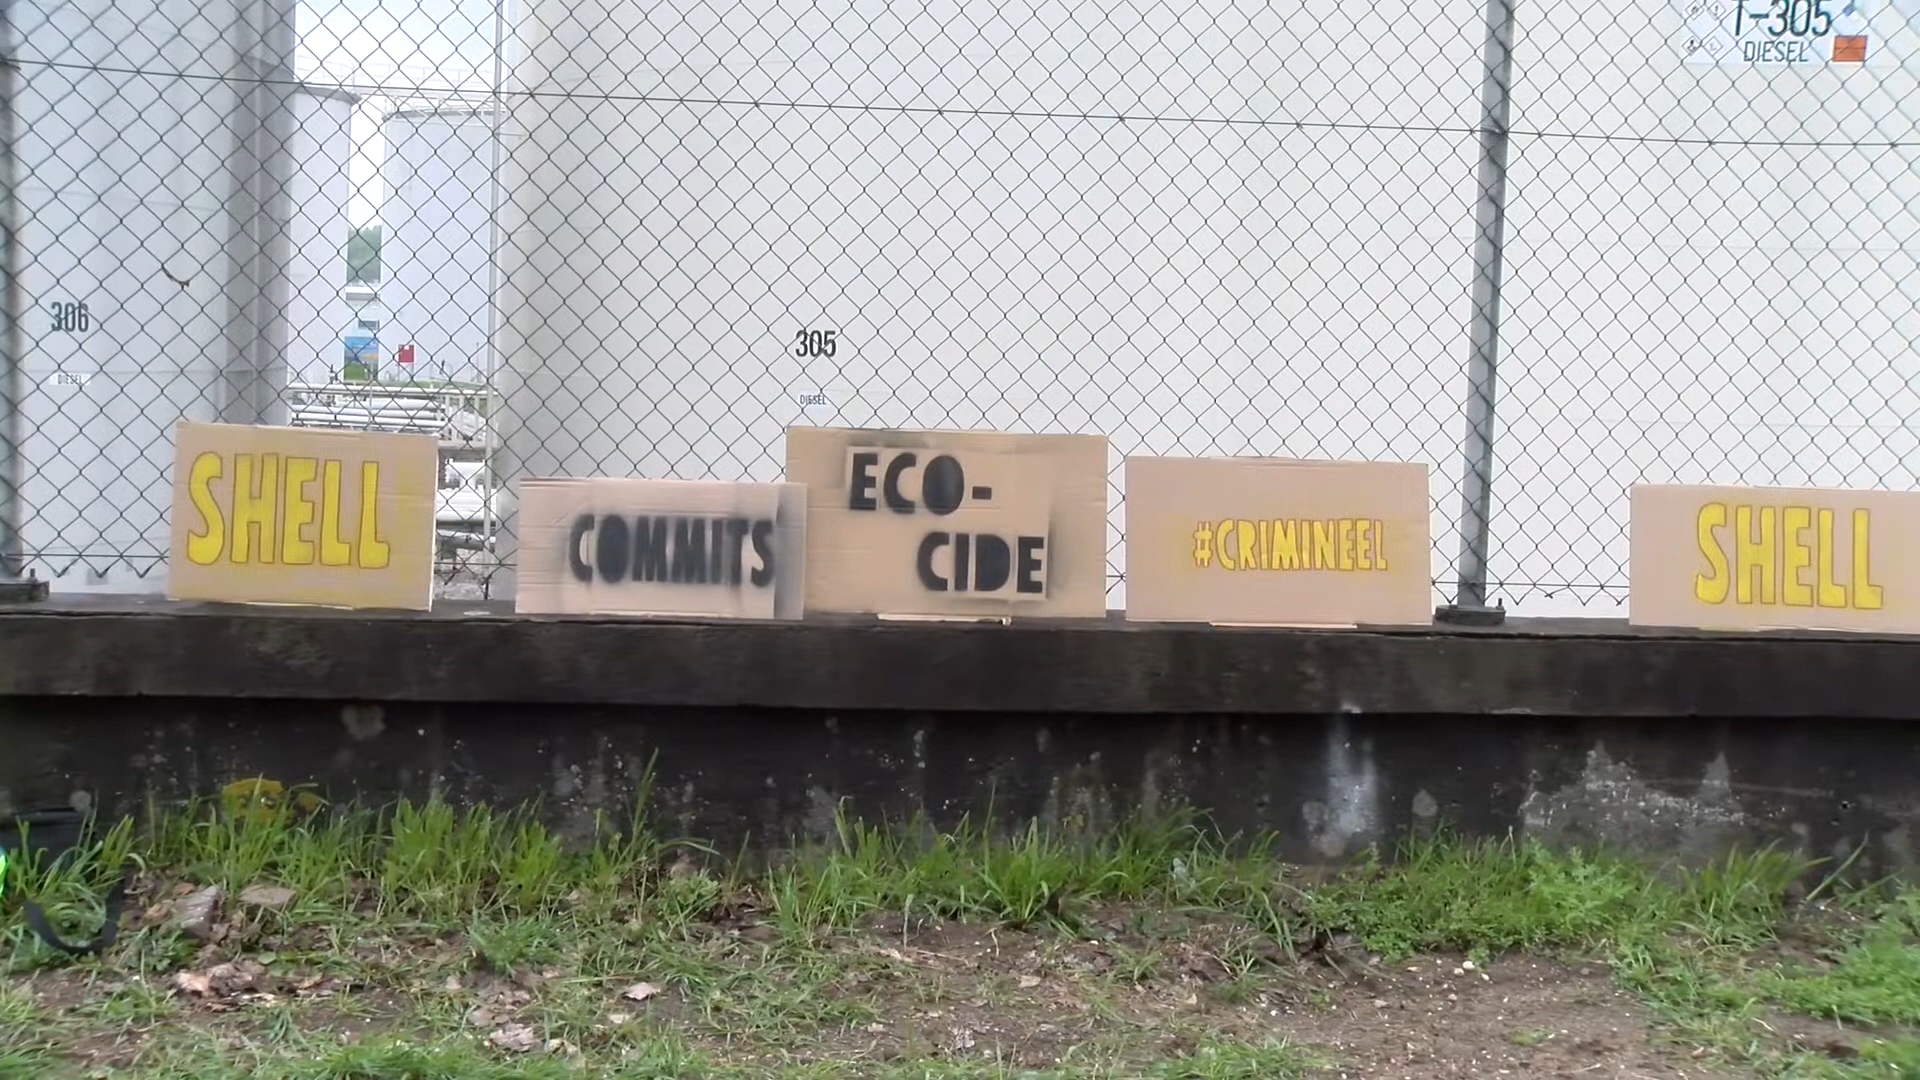 T-305
DIESEL
306
DIESEL
305
DIESEL
SHELL
COMMITS
ECO-
CIDE
#CRIMINEEL
SHELL